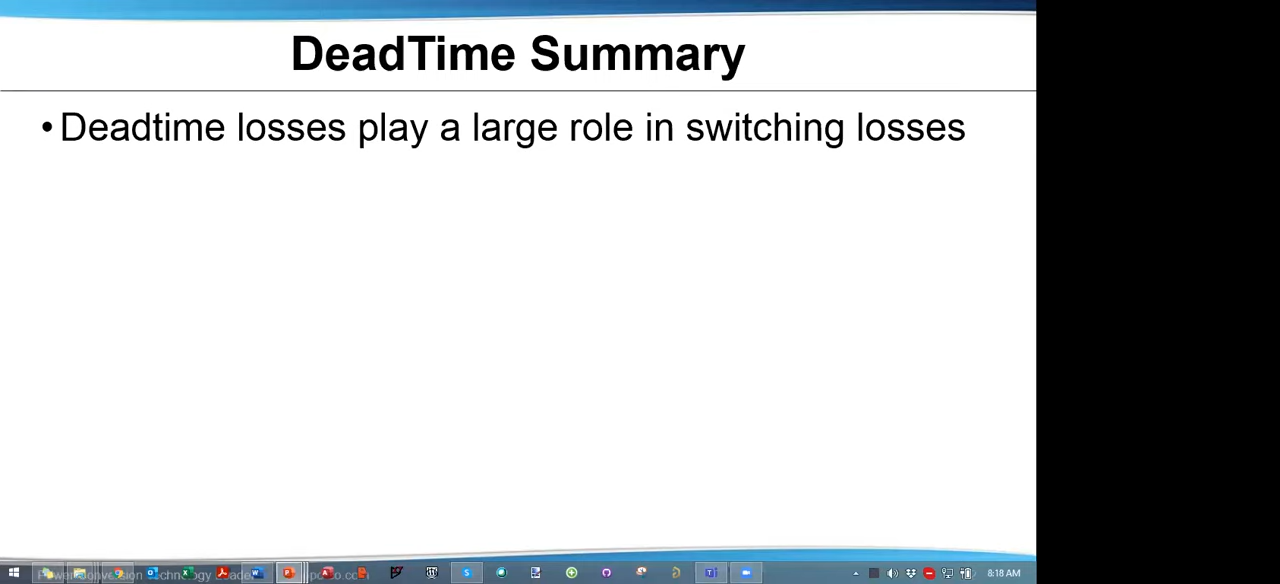 DeadTime Summary
• Deadtime losses play a large role in switching losses
8:18 AM